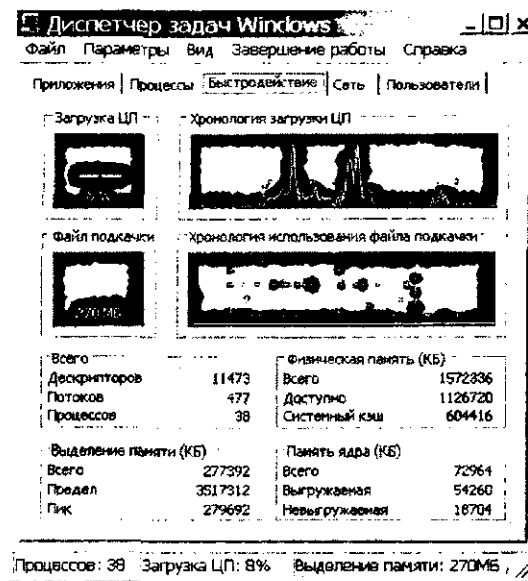 Диспетчер задач Windows
Файл Параметры Вид Завершение работы Справка
Приложения Процессы Быстродействие Сеть Пользователи
Загрузка ЦП Хронология загрузки ЦП
Файл подкачки Хронология использования файла подкачки
270 МБ
Всего Физическая память (КБ)
Дескрипторов 11473 Всего 1572336
Потоков 477 Доступно 1126720
Процессов 38 Системный кэш 604416
Выделение памяти (КБ) Память ядра (КБ)
Всего 277392 Всего 72964
Предел 3517312 Выгружаемая 54260
Пик 279692 Невыгружаемая 18704
Процессов: 38 Загрузка ЦП: 8% Выделение памяти: 270МБ